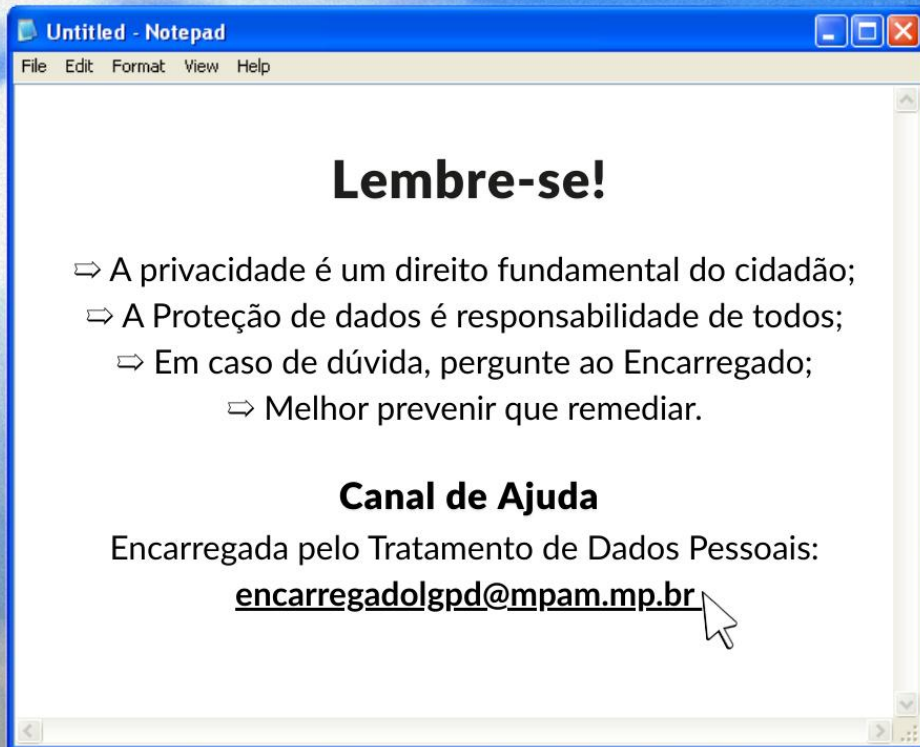 Untitled - Notepad
File Edit Format View Help
Lembre-se!
⇨ A privacidade é um direito fundamental do cidadão;
⇨ A Proteção de dados é responsabilidade de todos;
⇨ Em caso de dúvida, pergunte ao Encarregado;
⇨ Melhor prevenir que remediar.
Canal de Ajuda
Encarregada pelo Tratamento de Dados Pessoais:
encarregadolgpd@mpam.mp.br